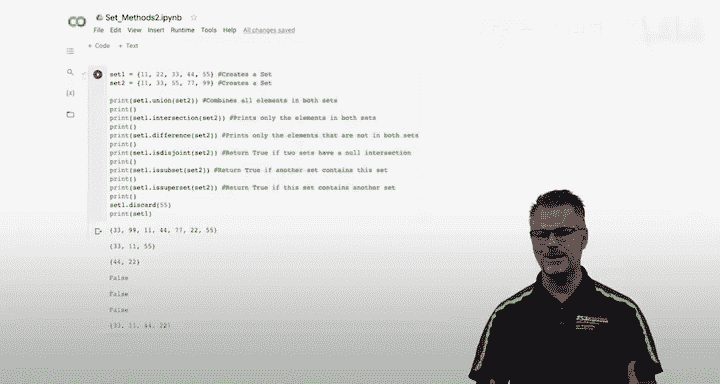 Set_Methods2.ipynb
File Edit View Insert Runtime Tools Help All changes saved
+ Code + Text
set1 = {11, 22, 33, 44, 55} #Creates a Set
set2 = {11, 33, 55, 77, 99} #Creates a Set
print(set1.union(set2)) #Combines all elements in both sets
print()
print(set1.intersection(set2)) #Prints only the elements in both sets
print()
print(set1.difference(set2)) #Prints only the elements that are not in both sets
print()
print(set1.isdisjoint(set2)) #Return True if two sets have a null intersection
print()
print(set1.issubset(set2)) #Return True if another set contains this set
print()
print(set1.issuperset(set2)) #Return True if this set contains another set
print()
set1.discard(55)
print(set1)
{33, 99, 11, 44, 77, 22, 55}
{33, 11, 55}
{44, 22}
False
False
False
{33, 11, 44, 22}